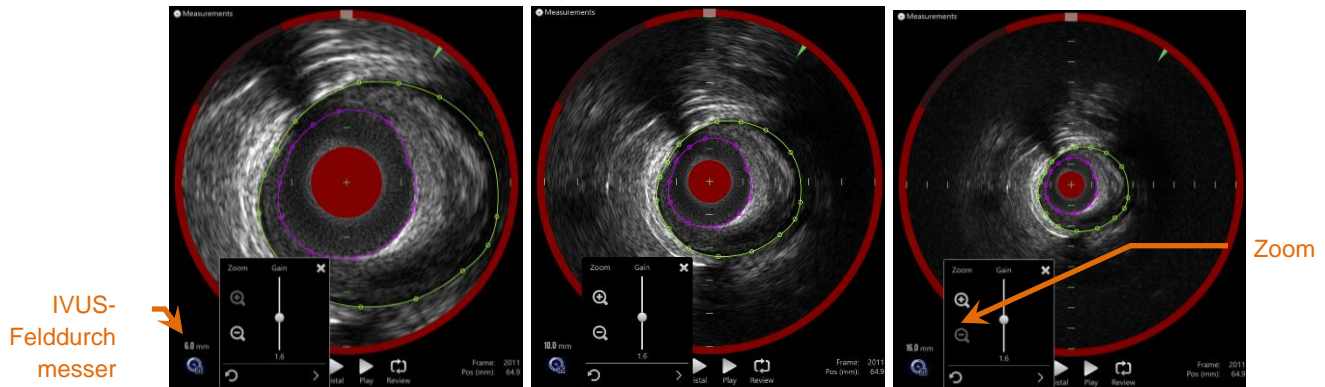 Measurements
Zoom Gain
1.6
6.0 mm
istal Play Review
Frame: 2011
Pos (mm): 64.9
Measurements
Zoom Gain
1.6
10.0 mm
istal Play Review
Frame: 2011
Pos (mm): 64.9
Measurements
Zoom Gain
1.6
16.0 mm
istal Play Review
Frame: 2011
Pos (mm): 64.9
IVUS-
Felddurch
messer
Zoom